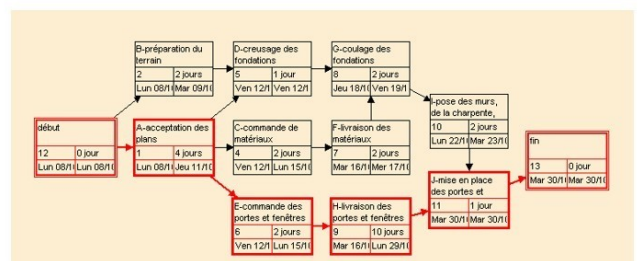 B-préparation du
terrain
2 2 jours
Lun 08/1( Mar 09/1(
D-creusage des
fondations
5 1 jour
Ven 12/1 Ven 12/1
G-coulage des
fondations
8 2 jours
Jeu 18/1( Ven 19/1
I-pose des murs,
de la charpente,
10 2 jours
Lun 22/1( Mar 23/1(
début
12 0 jour
Lun 08/1( Lun 08/1(
A-acceptation des
plans
1 4 jours
Lun 08/1( Jeu 11/1(
C-commande de
matériaux
4 2 jours
Ven 12/1 Lun 15/1(
F-livraison des
matériaux
7 2 jours
Mar 16/1( Mer 17/1(
fin
13 0 jour
Mar 30/1( Mar 30/1(
J-mise en place
des portes et
11 1 jour
Mar 30/1( Mar 30/1(
E-commande des
portes et fenêtres
6 2 jours
Ven 12/1 Lun 15/1(
H-livraison des
portes et fenêtres
9 10 jours
Mar 16/1( Lun 29/1(